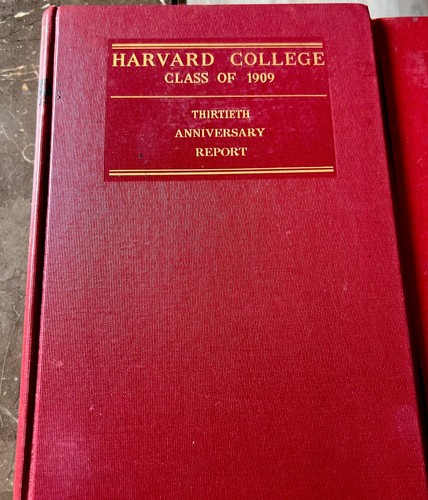 HARVARD COLLEGE
CLASS OF 1909
THIRTIETH
ANNIVERSARY
REPORT